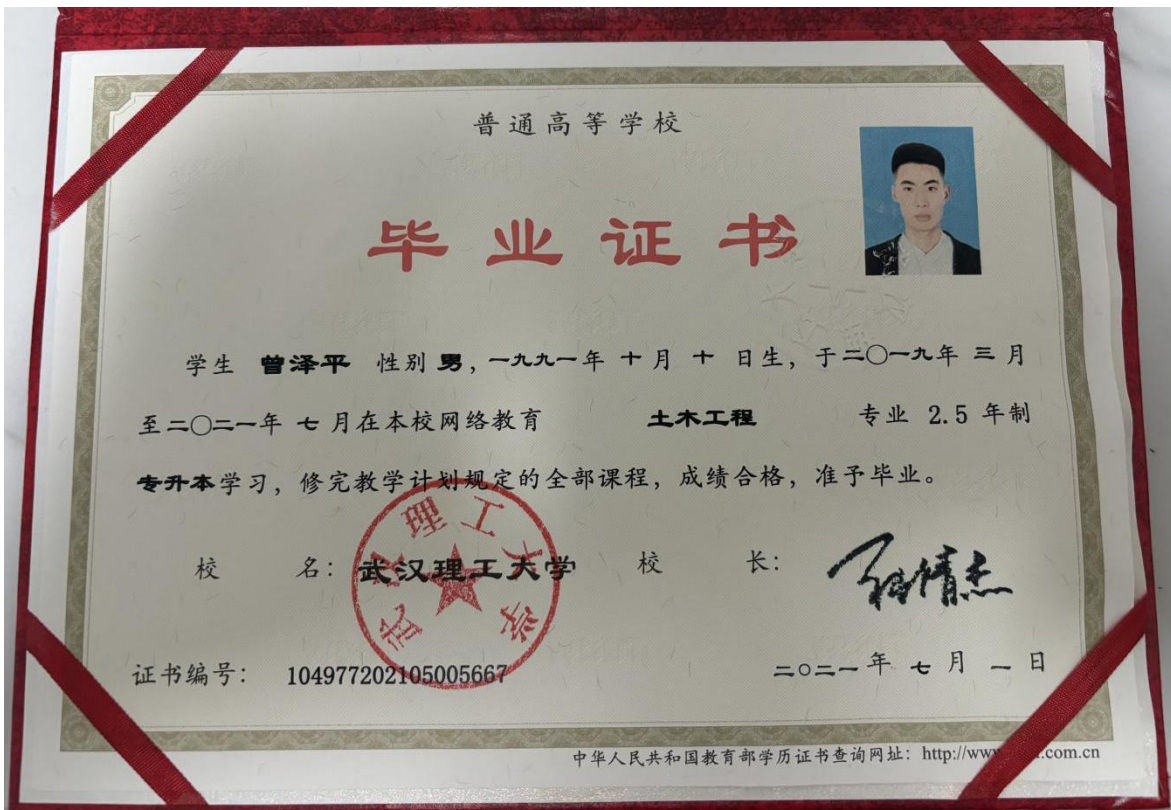 普通高等学校
毕业证书
学生 曾泽平 性别 男，一九九一年 十月 十 日生，于二〇一九年 三月
至二〇二一年 七月在本校网络教育 土木工程 专业 2.5 年制
专升本学习，修完教学计划规定的全部课程，成绩合格，准予毕业。
校 名：武汉理工大学 校 长：
武汉理工大学
证书编号： 104977202105005667 二〇二一年 七月 一日
中华人民共和国教育部学历证书查询网址：http://www com.cn